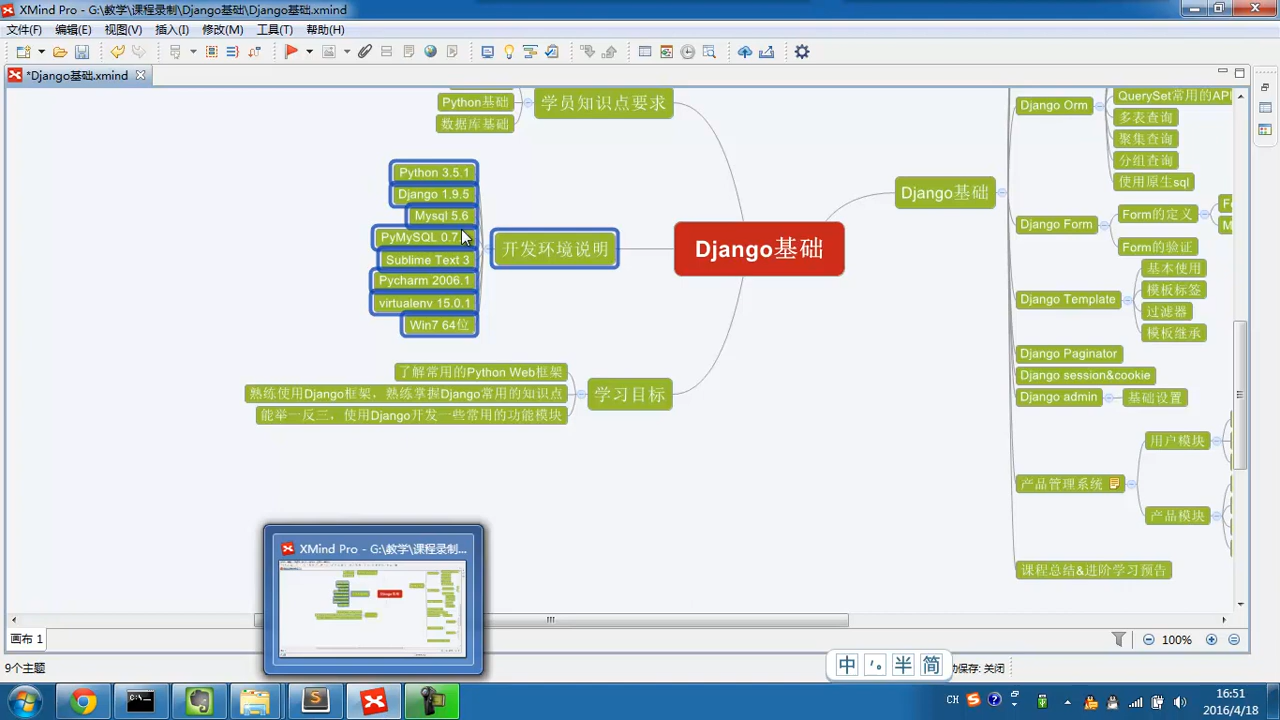 XMind Pro - G:\教学\课程录制\Django基础\Django基础.xmind
文件(F) 编辑(E) 视图(V) 插入(I) 修改(M) 工具(T) 帮助(H)
*Django基础.xmind
Python基础
数据库基础
学员知识点要求
Python 3.5.1
Django 1.9.5
Mysql 5.6
PyMySQL 0.7.
Sublime Text 3
Pycharm 2006.1
virtualenv 15.0.1
Win7 64位
开发环境说明
了解常用的Python Web框架
熟练使用Django框架，熟练掌握Django常用的知识点
能举一反三，使用Django开发一些常用的功能模块
学习目标
Django基础
Django基础
Django Orm
QuerySet常用的API
多表查询
聚集查询
分组查询
使用原生sql
Django Form
Form的定义
Form的验证
Django Template
基本使用
模板标签
过滤器
模板继承
Django Paginator
Django session&cookie
Django admin
基础设置
产品管理系统
用户模块
产品模块
课程总结&进阶学习预告
XMind Pro - G:\教学\课程录制...
画布 1
100%
9个主题
中 半 简
动保存: 关闭
CH
16:51
2016/4/18